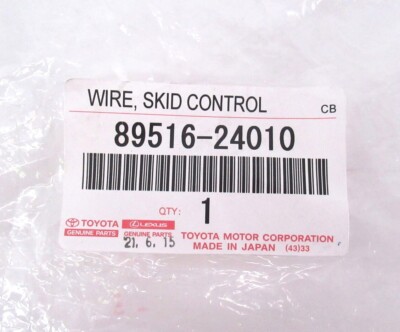 WIRE, SKID CONTROL CB
89516-24010
QTY: 1
TOYOTA LEXUS
GENUINE PARTS GENUINE PARTS
21. 6. 15
TOYOTA MOTOR CORPORATION
MADE IN JAPAN (43)33